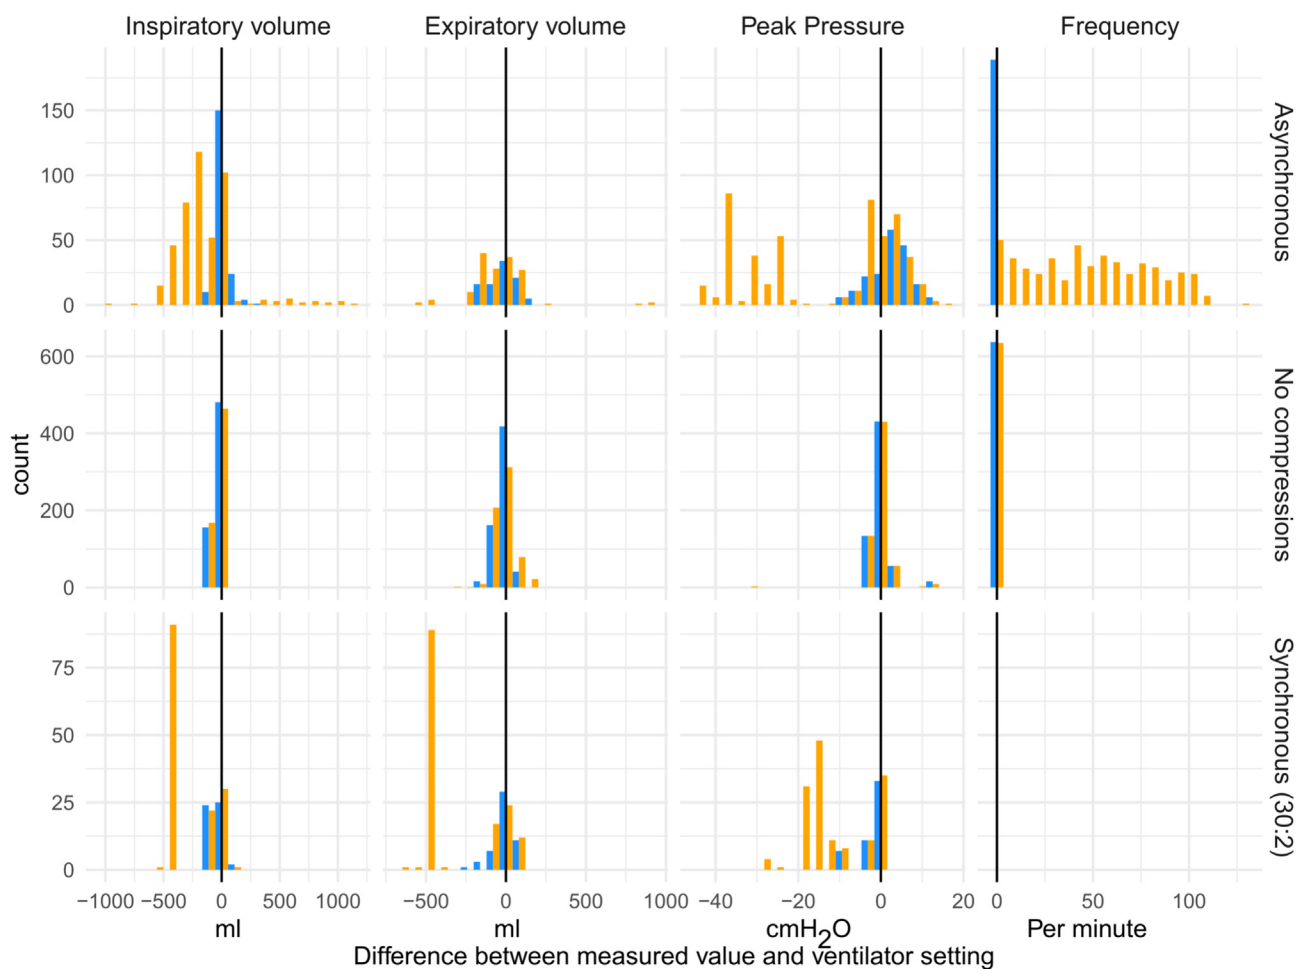 Inspiratory volume Expiratory volume Peak Pressure Frequency
150
100
50
0
Asynchronous
600
400
200
0
No compressions
count
75
50
25
0
Synchronous (30:2)
−1000 −500 0 500 1000 −500 0 500 1000 −40 −20 0 20 0 50 100
ml ml cmH2O Per minute
Difference between measured value and ventilator setting